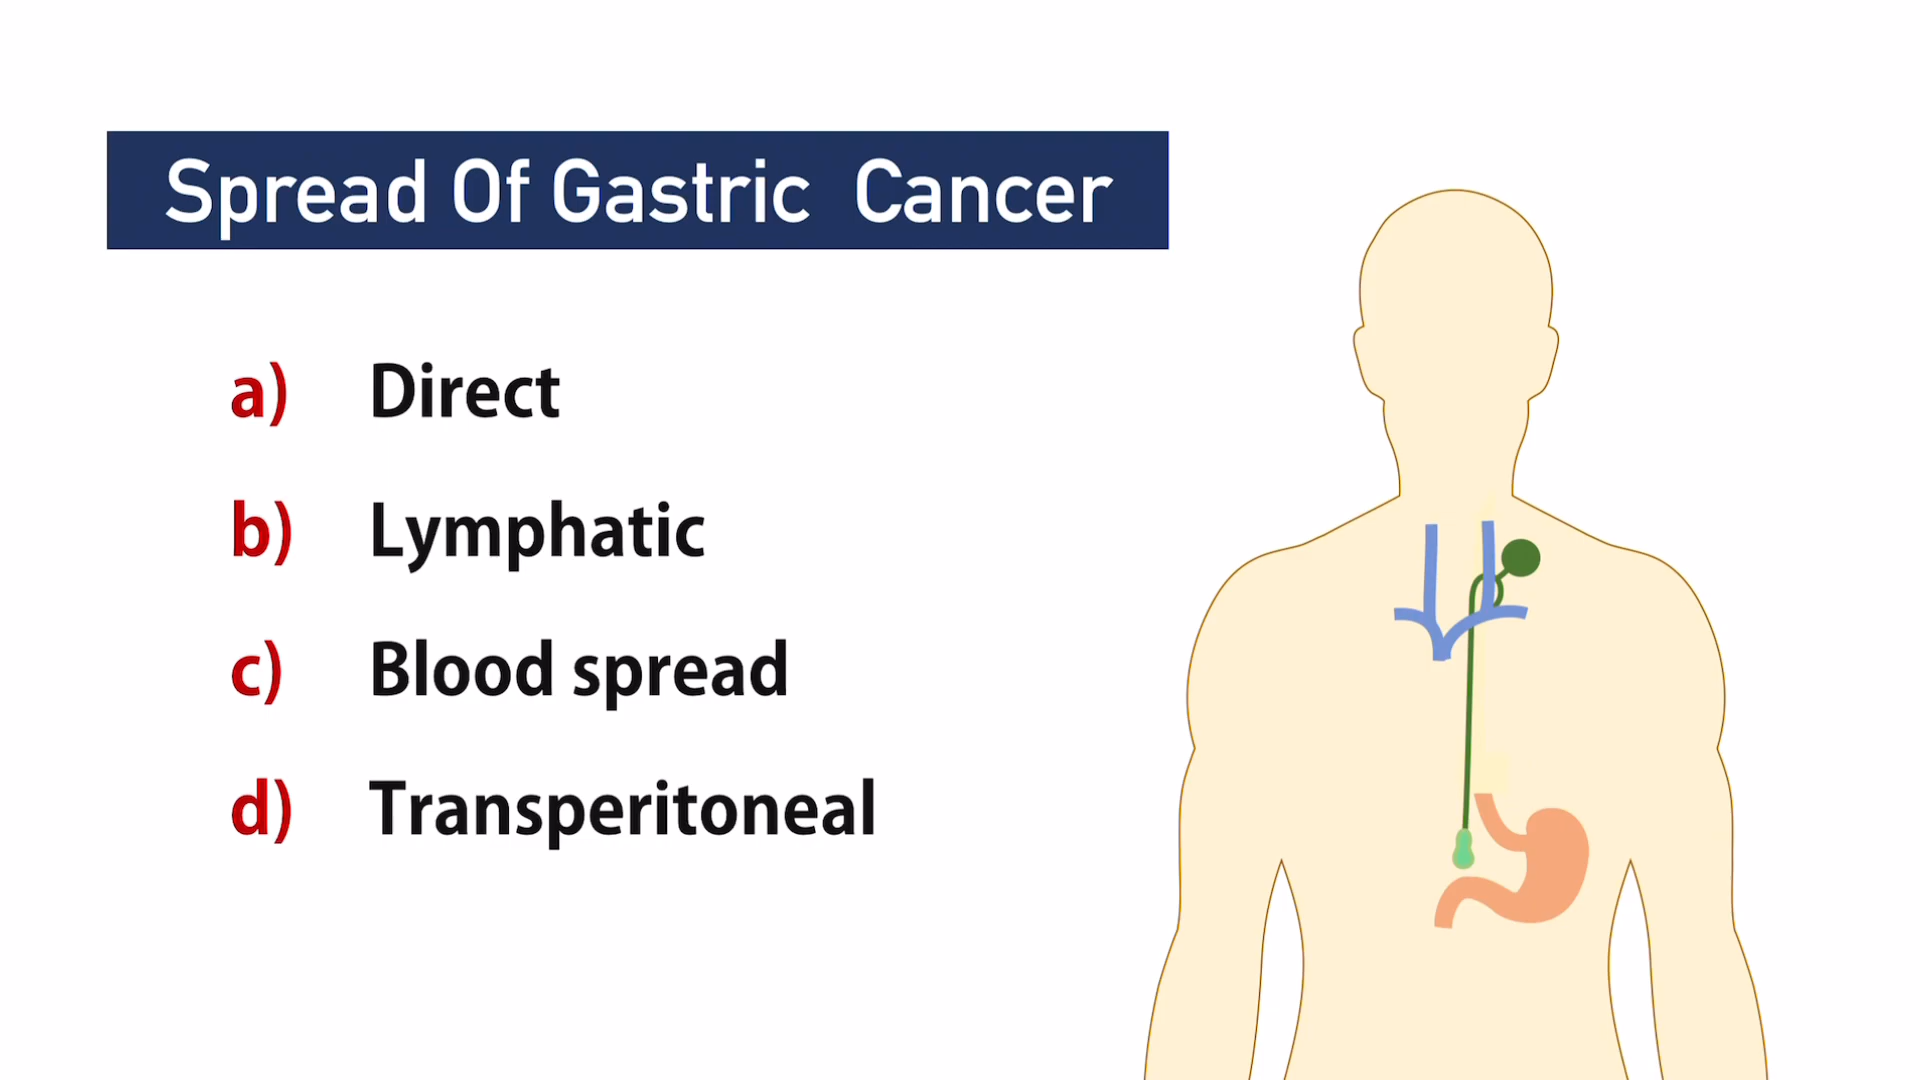 Spread Of Gastric Cancer
a) Direct
b) Lymphatic
c) Blood spread
d) Transperitoneal